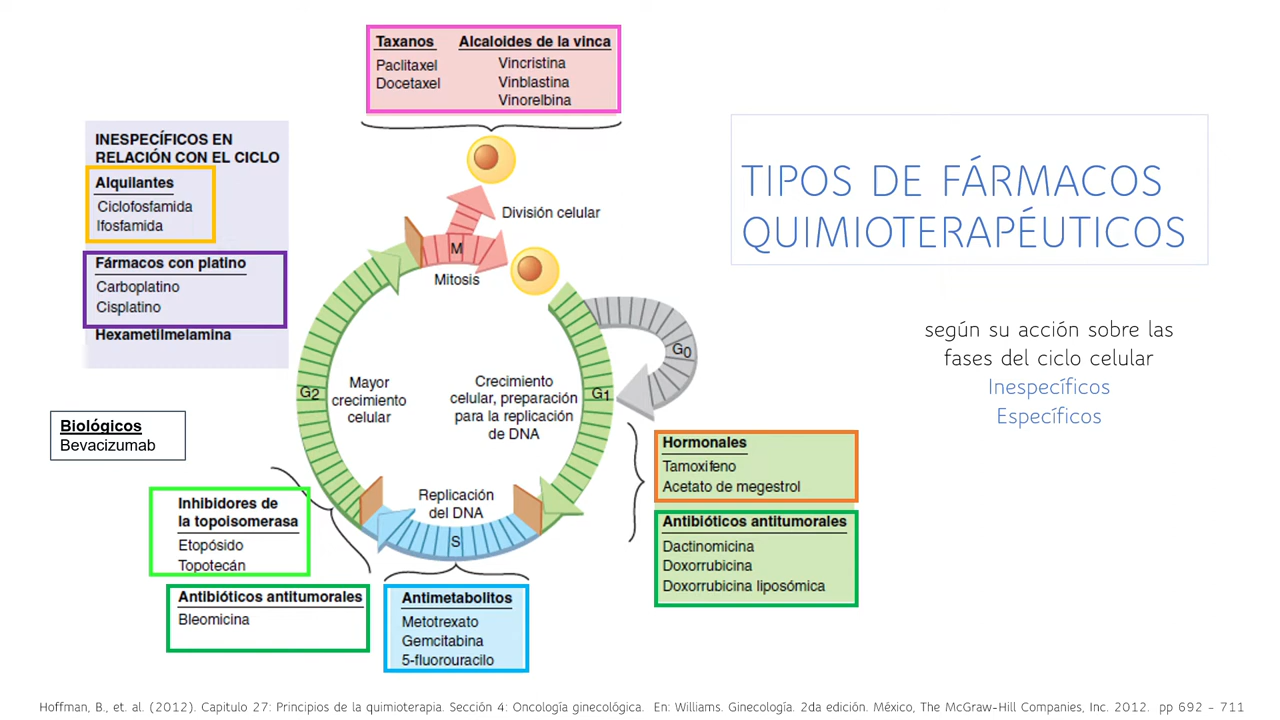 Taxanos
Paclitaxel
Docetaxel
Alcaloides de la vinca
Vincristina
Vinblastina
Vinorelbina
INESPECÍFICOS EN
RELACIÓN CON EL CICLO
Alquilantes
Ciclofosfamida
Ifosfamida
Fármacos con platino
Carboplatino
Cisplatino
Hexametilmelamina
Biológicos
Bevacizumab
División celular
M
Mitosis
G0
G1
G2
Mayor
crecimiento
celular
Crecimiento
celular, preparación
para la replicación
de DNA
Replicación
del DNA
S
Inhibidores de
la topoisomerasa
Etopósido
Topotecán
Antibióticos antitumorales
Bleomicina
Antimetabolitos
Metotrexato
Gemcitabina
5-fluorouracilo
Hormonales
Tamoxifeno
Acetato de megestrol
Antibióticos antitumorales
Dactinomicina
Doxorrubicina
Doxorrubicina liposómica
TIPOS DE FÁRMACOS
QUIMIOTERAPÉUTICOS
según su acción sobre las
fases del ciclo celular
Inespecíficos
Específicos
Hoffman, B., et. al. (2012). Capitulo 27: Principios de la quimioterapia. Sección 4: Oncología ginecológica. En: Williams. Ginecología. 2da edición. México, The McGraw-Hill Companies, Inc. 2012. pp 692 - 711